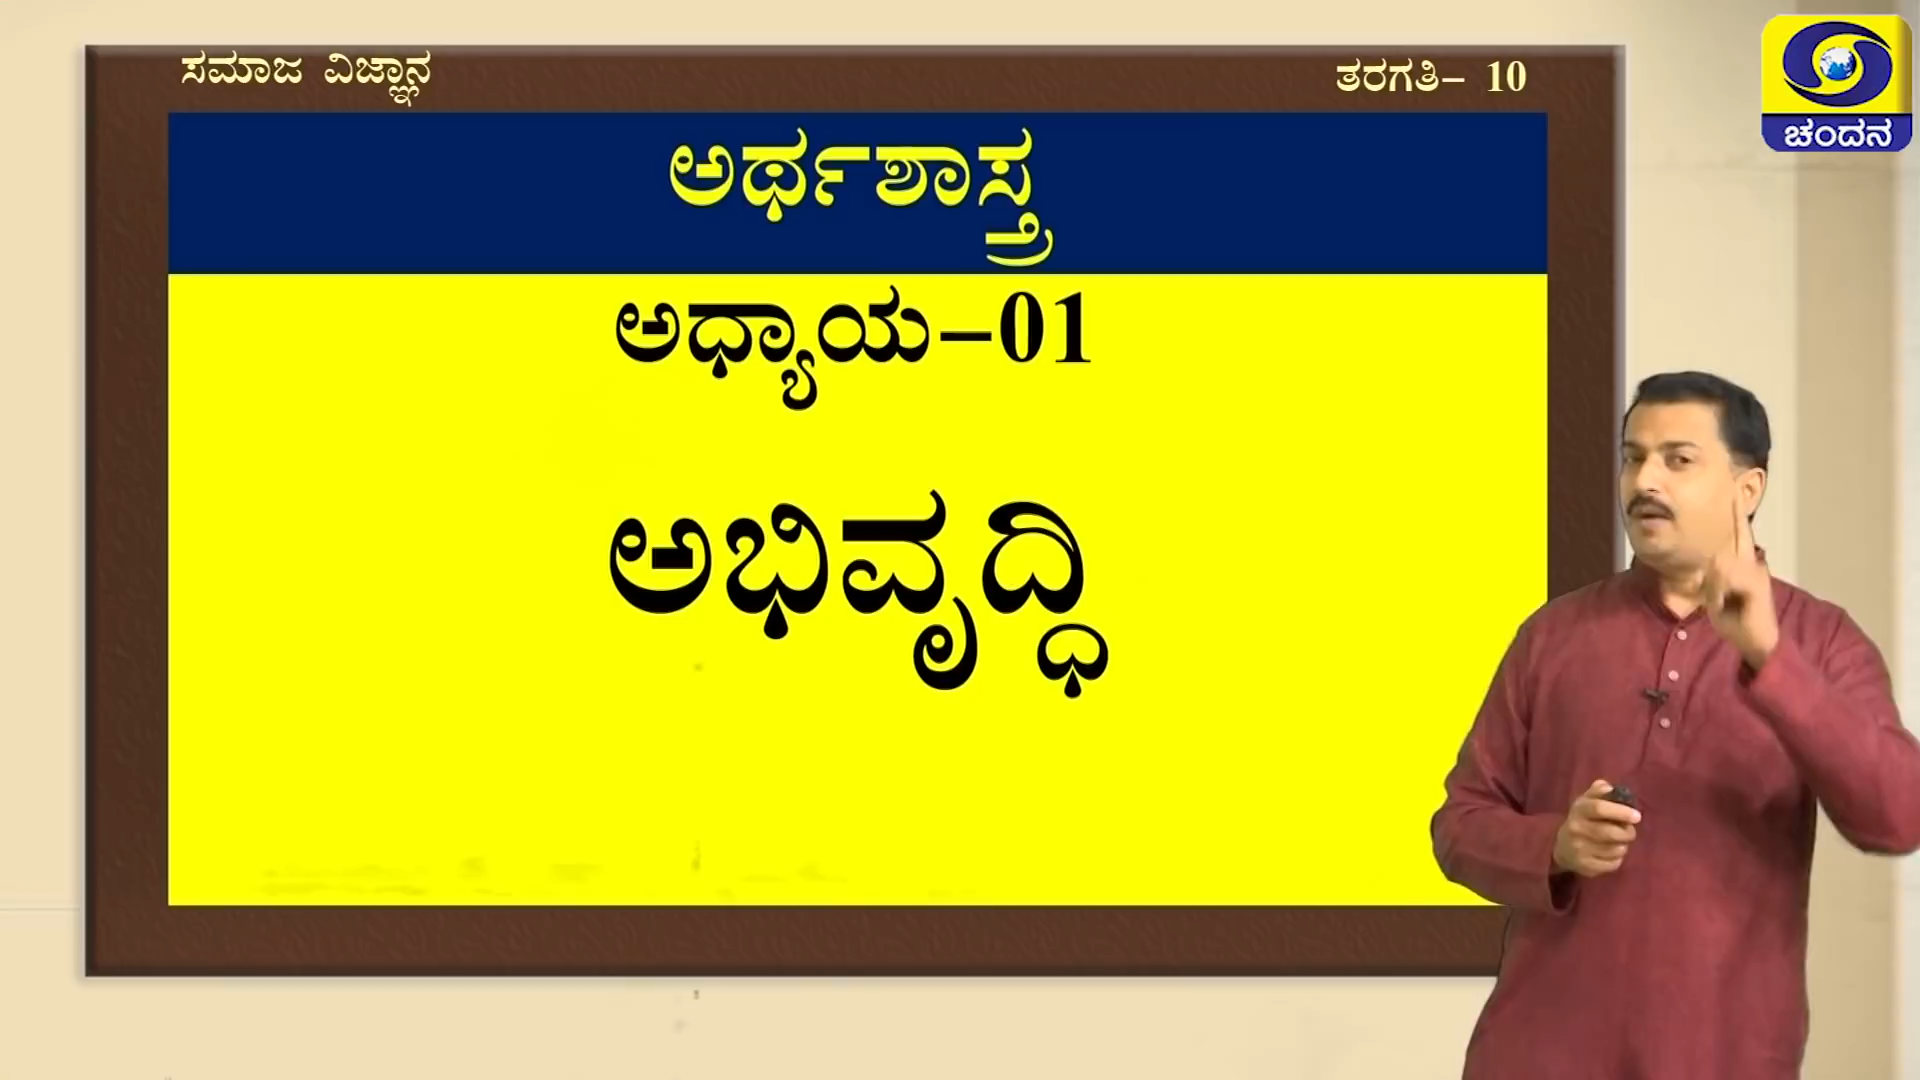 ಸಮಾಜ ವಿಜ್ಞಾನ
ತರಗತಿ– 10
ಚಂದನ
ಅರ್ಥಶಾಸ್ತ್ರ
ಅಧ್ಯಾಯ–01
ಅಭಿವೃದ್ಧಿ